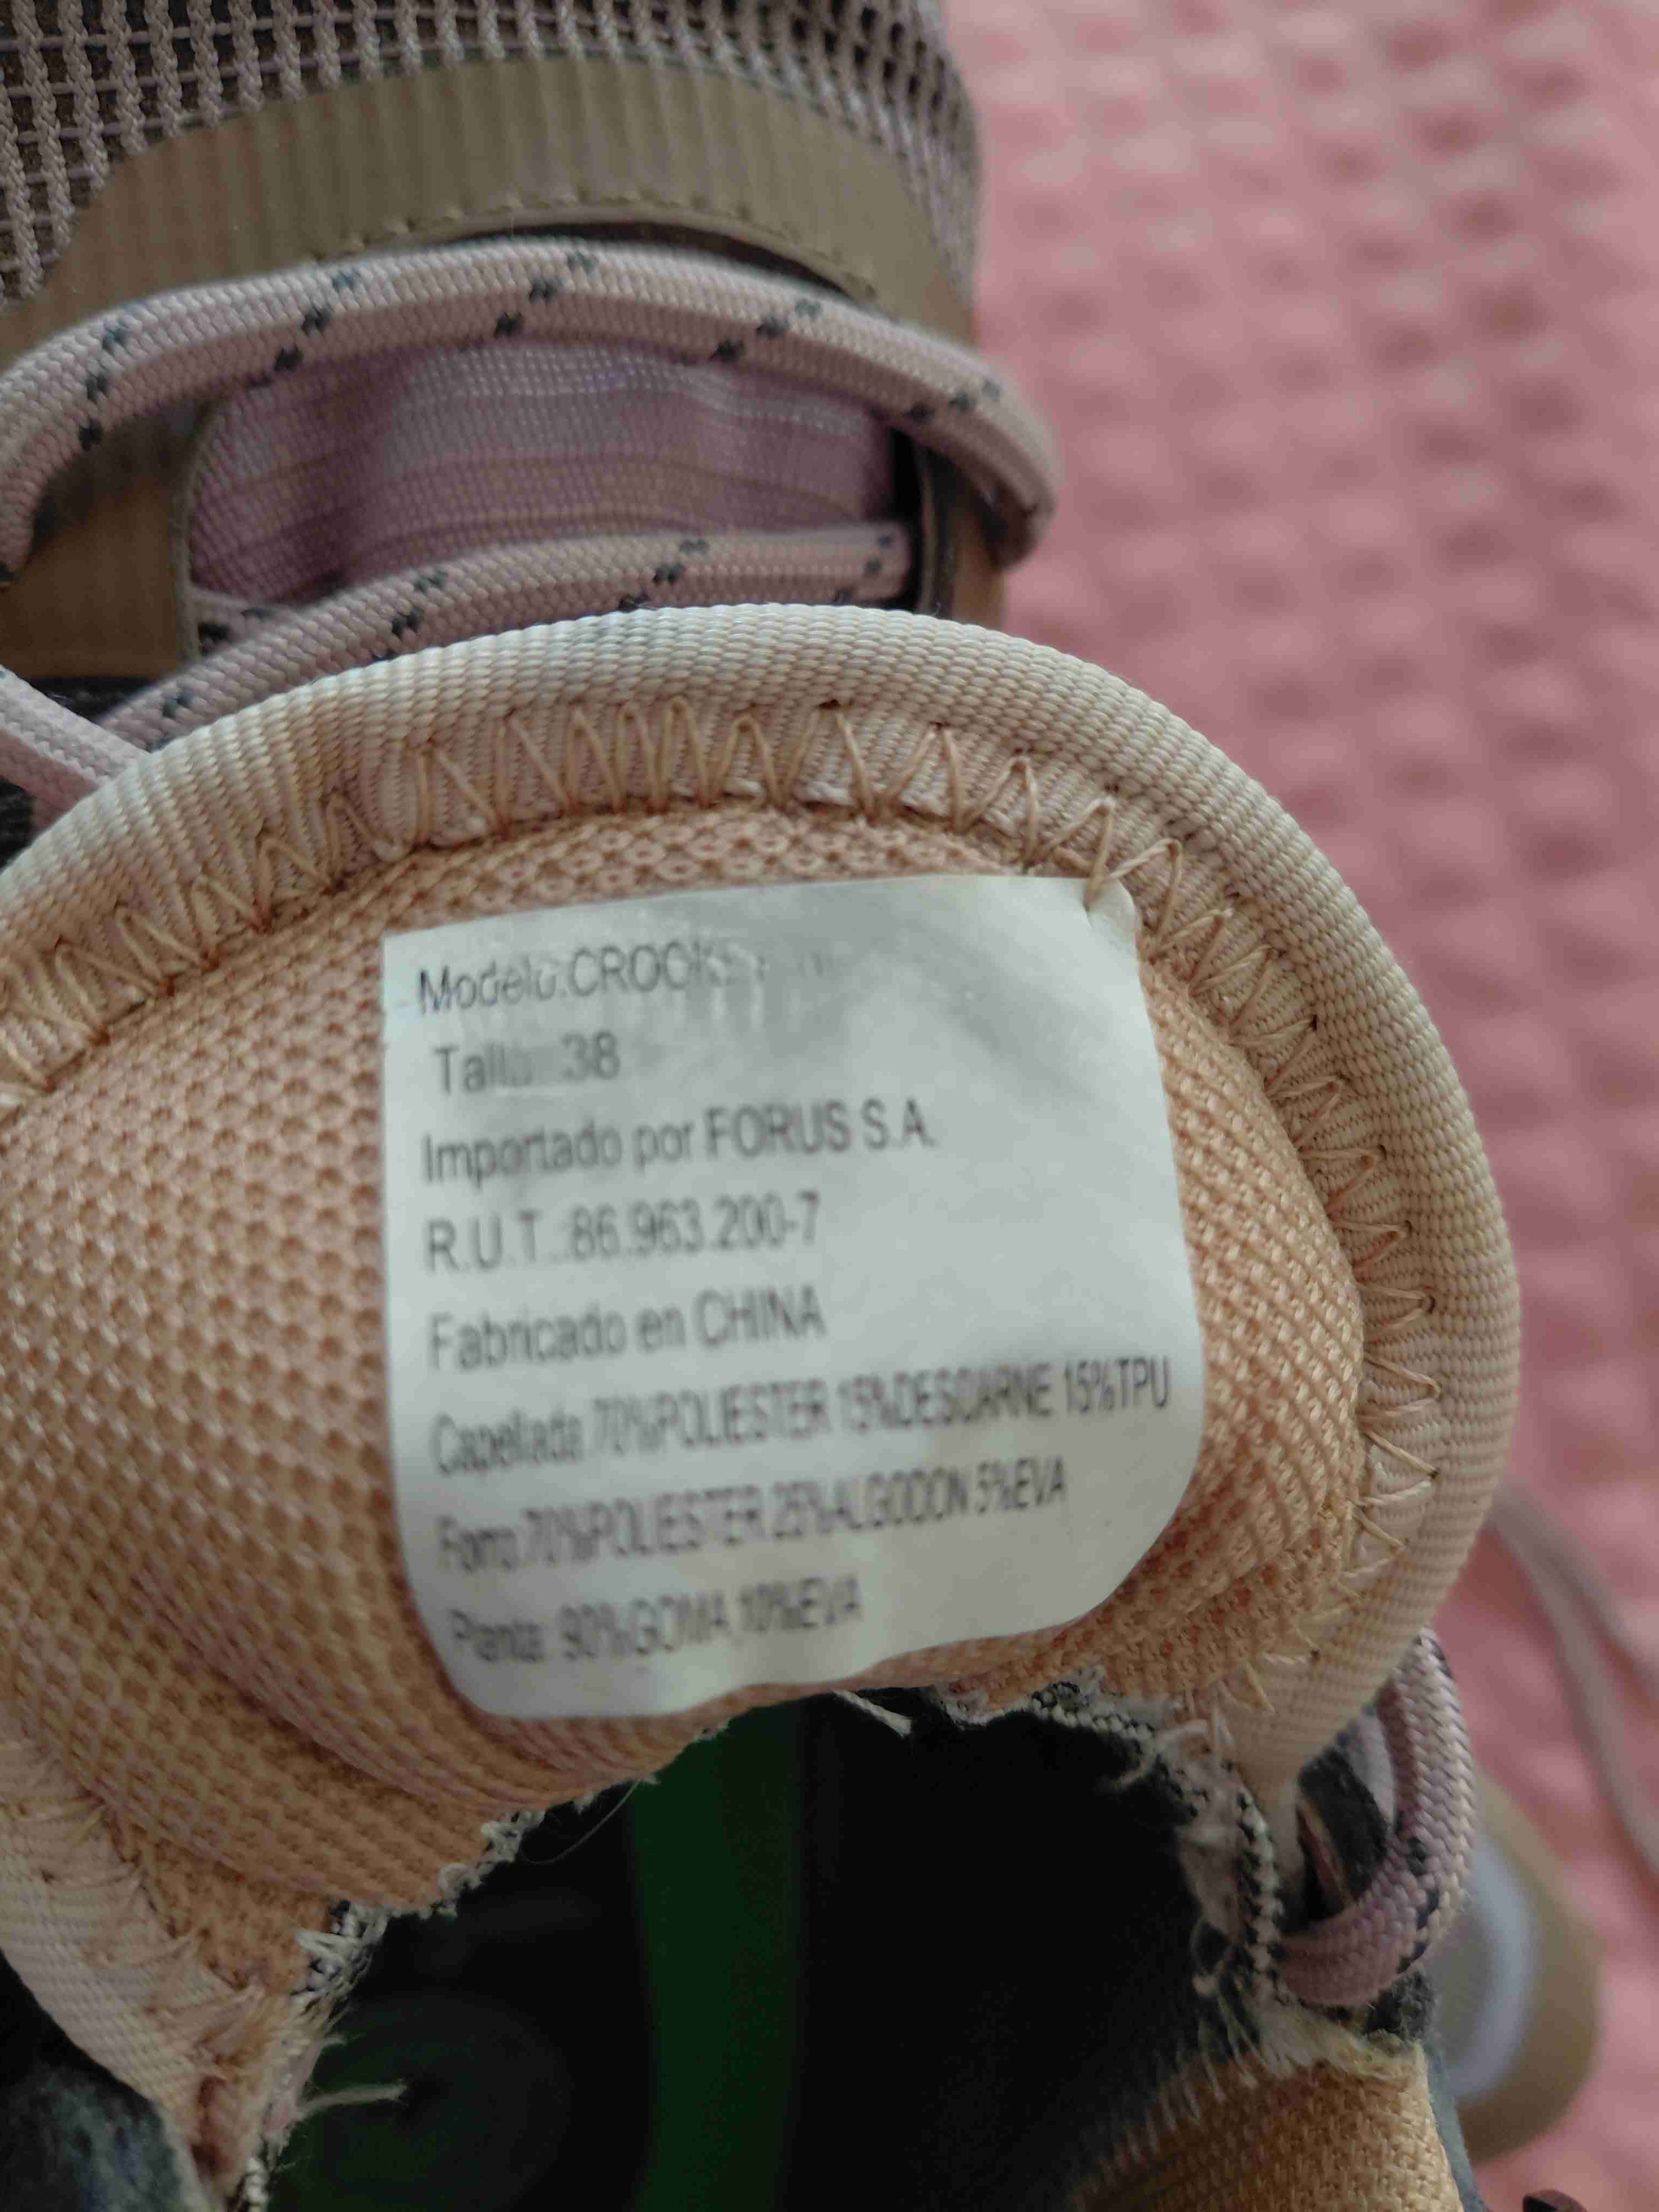 Modelo:CROCK
Talla: 38
Importado por FORUS S.A.
R.U.T.:86.963.200-7
Fabricado en CHINA
Capellada:70%POLIESTER 15%DESCARNE 15%TPU
Forro:70%POLIESTER 25%ALGODON 5%EVA
Planta: 90%GOMA 10%EVA